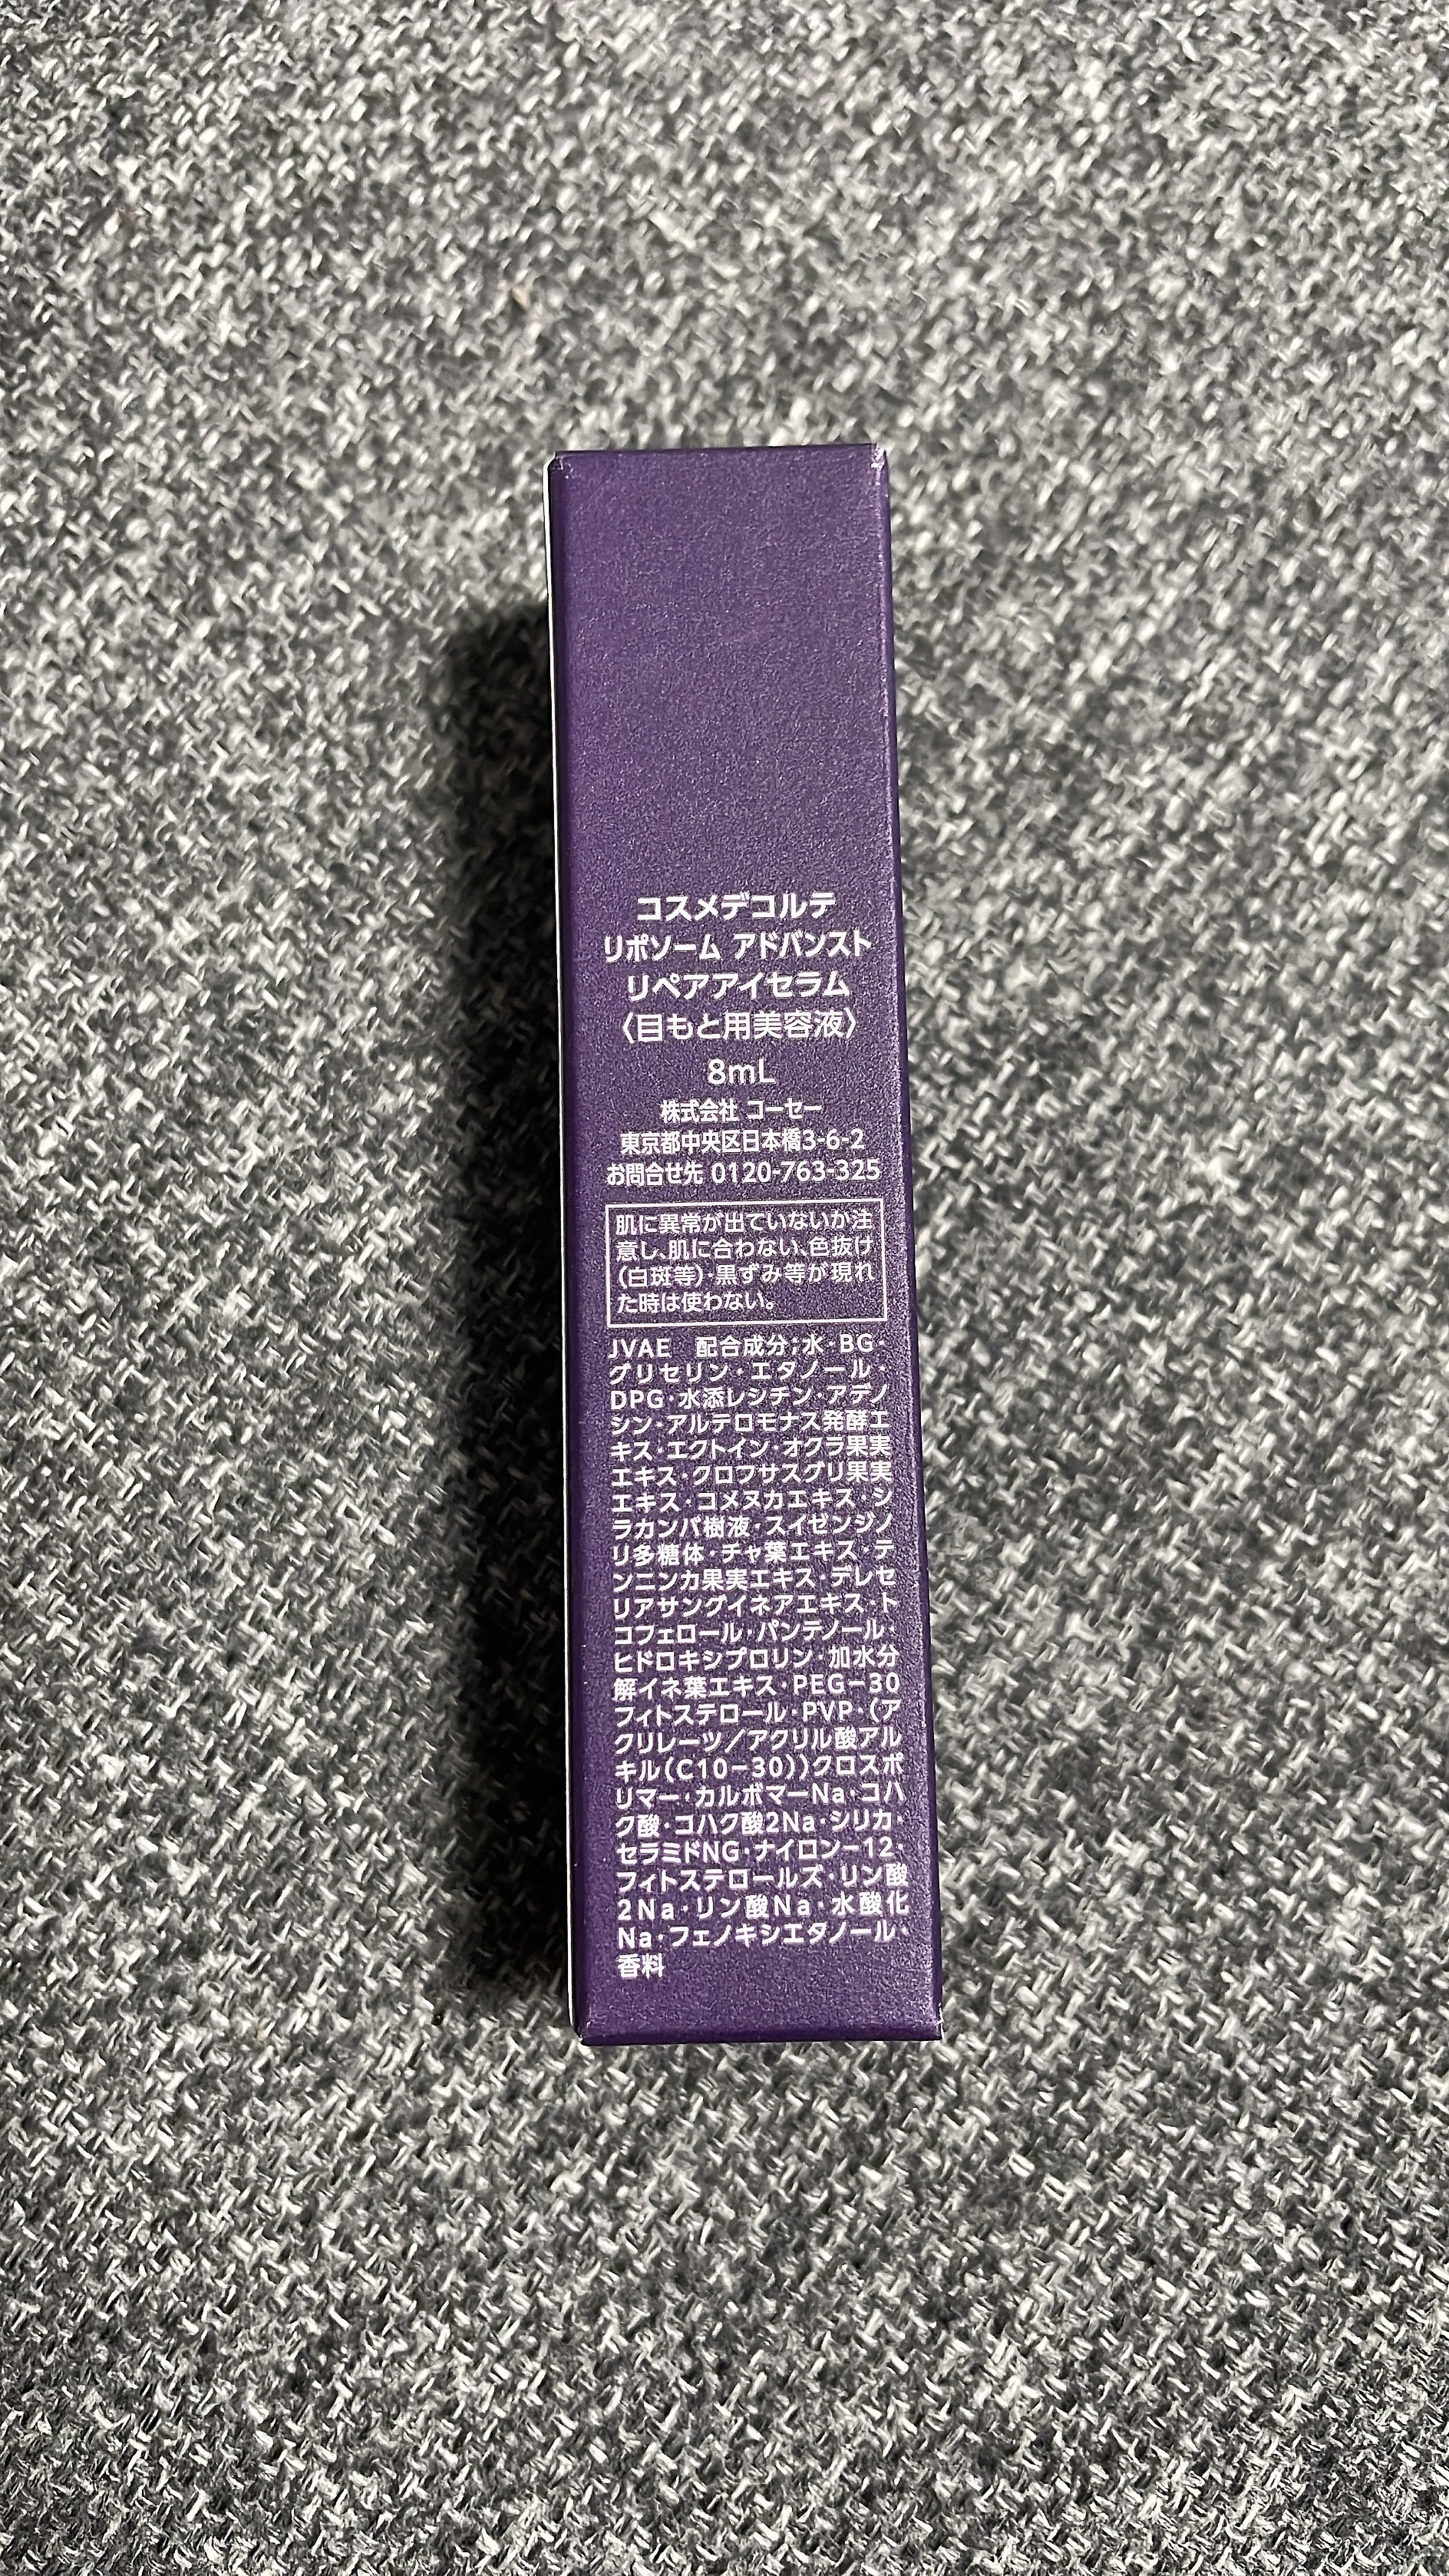 コスメデコルテ
リポソーム アドバンスト
リペアアイセラム
〈目もと用美容液〉
8mL
株式会社 コーセー
東京都中央区日本橋3-6-2
お問合せ先 0120-763-325
肌に異常が出ていないか注
意し、肌に合わない、色抜け
(白斑等)・黒ずみ等が現れ
た時は使わない。
JVAE 配合成分;水・BG・
グリセリン・エタノール・
DPG・水添レシチン・アデノ
シン・アルテロモナス発酵エ
キス・エクトイン・オクラ果実
エキス・クロフサスグリ果実
エキス・コメヌカエキス・シ
ラカンバ樹液・スイゼンジノ
リ多糖体・チャ葉エキス・テ
ンニンカ果実エキス・デレセ
リアサングイネアエキス・ト
コフェロール・パンテノール・
ヒドロキシプロリン・加水分
解イネ葉エキス・PEG-30
フィトステロール・PVP・(ア
クリレーツ/アクリル酸アル
キル(C10-30))クロスポ
リマー・カルボマーNa・コハ
ク酸・コハク酸2Na・シリカ・
セラミドNG・ナイロン-12・
フィトステロールズ・リン酸
2Na・リン酸Na・水酸化
Na・フェノキシエタノール・
香料